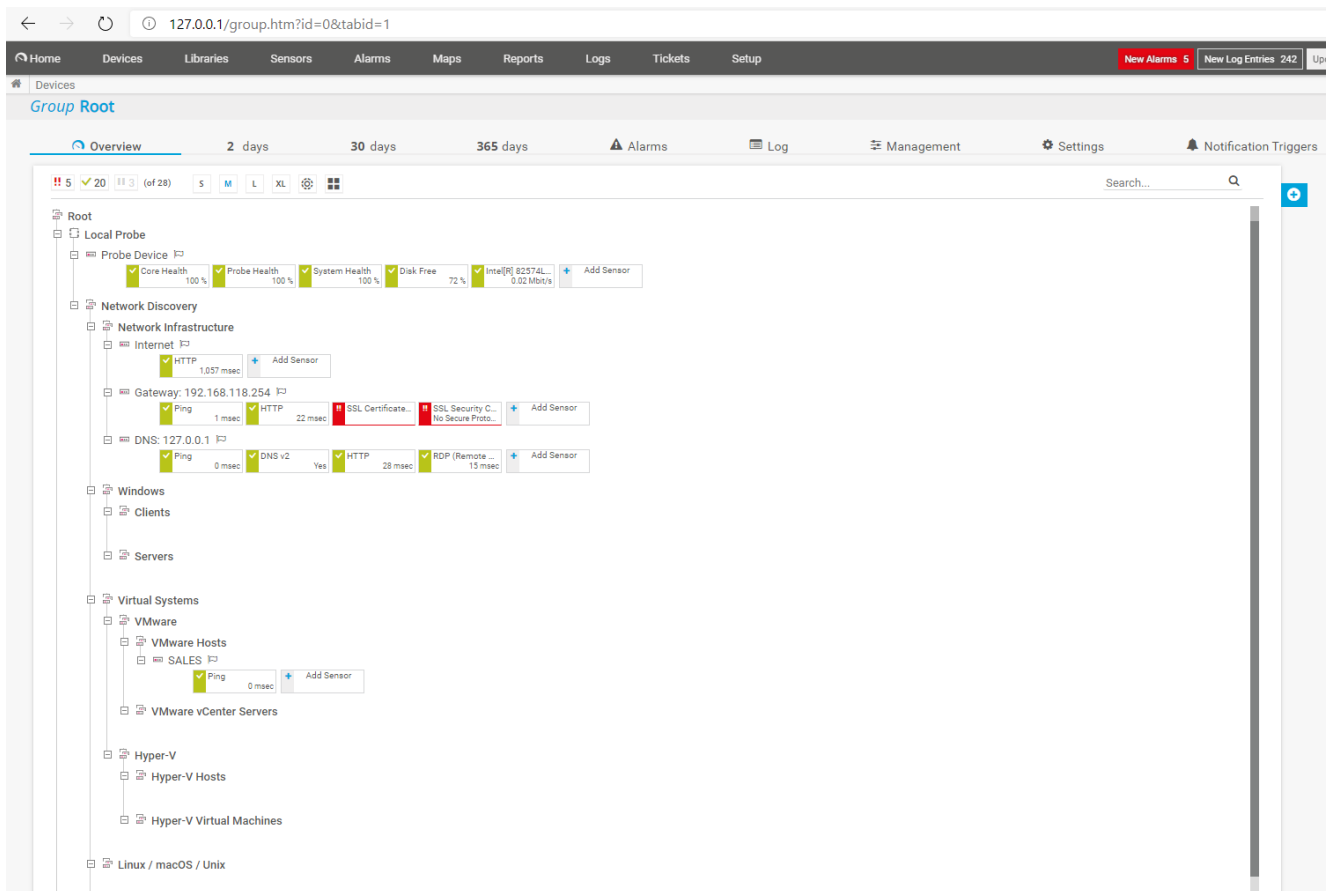 127.0.0.1/group.htm?id=0&tabid=1
Home Devices Libraries Sensors Alarms Maps Reports Logs Tickets Setup New Alarms 5 New Log Entries 242
Devices
Group Root
Overview 2 days 30 days 365 days Alarms Log Management Settings Notification Triggers
!! 5 20 3 (of 28) S M L XL Search...
Root
Local Probe
Probe Device
Core Health Probe Health System Health Disk Free Intel[R] 82574L... Add Sensor
100 % 100 % 100 % 72 % 0.02 Mbit/s
Network Discovery
Network Infrastructure
Internet
HTTP Add Sensor
1,057 msec
Gateway: 192.168.118.254
Ping HTTP SSL Certificate... SSL Security C... Add Sensor
1 msec 22 msec No Secure Proto...
DNS: 127.0.0.1
Ping DNS v2 HTTP RDP (Remote ... Add Sensor
0 msec Yes 28 msec 15 msec
Windows
Clients
Servers
Virtual Systems
VMware
VMware Hosts
SALES
Ping Add Sensor
0 msec
VMware vCenter Servers
Hyper-V
Hyper-V Hosts
Hyper-V Virtual Machines
Linux / macOS / Unix